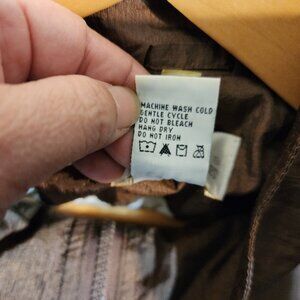 MACHINE WASH COLD
GENTLE CYCLE
DO NOT BLEACH
HANG DRY
DO NOT IRON